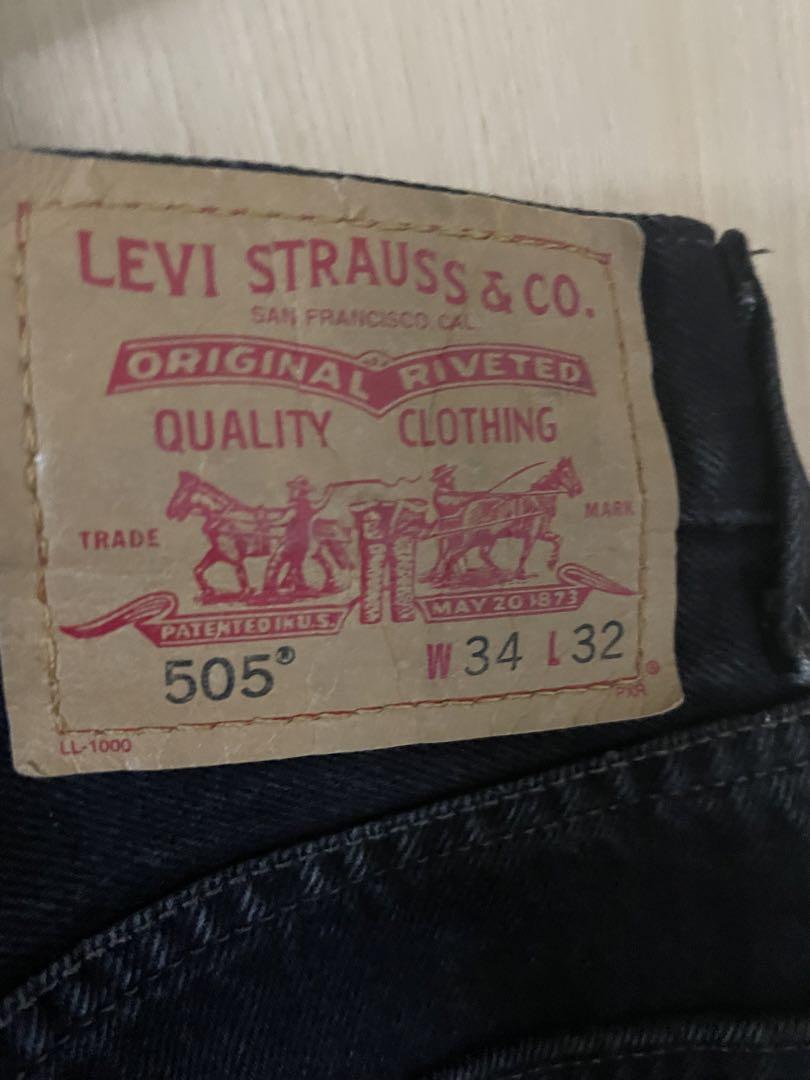 LEVI STRAUSS & CO.
SAN FRANCISCO CAL
ORIGINAL RIVETED
QUALITY CLOTHING
TRADE MARK
PATENTED IN U.S. MAY 20 1873
505® W 34 L 32
®
PXR
LL-1000